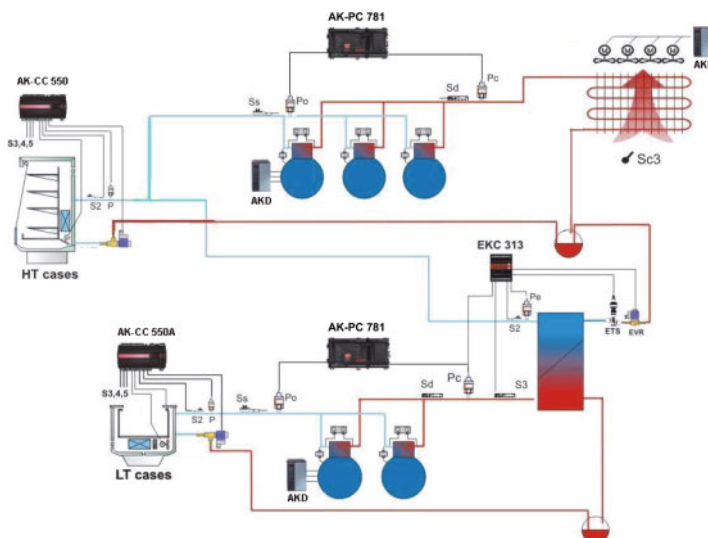 AK-PC 781
AK-CC 550
Po
Pc
Ss
Sd
S3,4,5
Sc3
S2
P
AKD
HT cases
EKC 313
Pe
S2
ETS
EVR
AK-CC 550A
AK-PC 781
Pc
Sd
S3
S3,4,5
Ss
Po
S2
P
LT cases
AKD